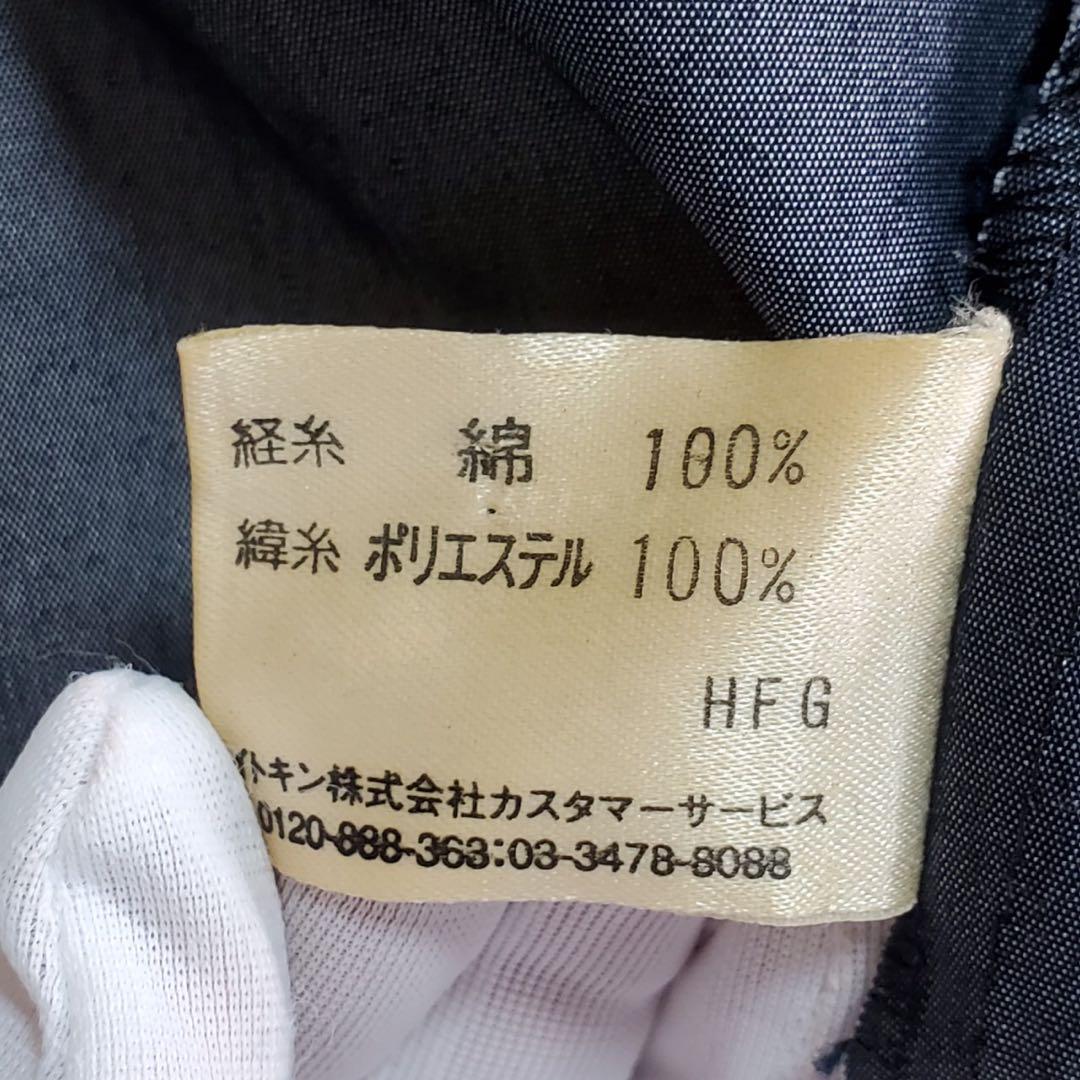 経糸 綿 100%
緯糸 ポリエステル 100%
HFG
イトキン株式会社カスタマーサービス
0120-888-363:03-3478-8088